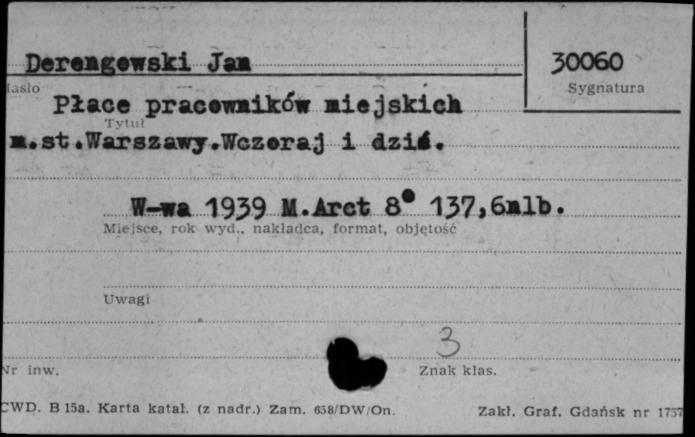 Derengowski Jan
30060
Hasło
Sygnatura
Płace pracowników miejskich
Tytuł
m.st.Warszawy.Wczoraj i dziś.
W-wa 1939 M.Arct 8° 137,6nlb.
Miejsce, rok wyd., nakładca, format, objętość
Uwagi
3
Nr inw.
Znak klas.
CWD. B 15a. Karta katal. (z nadr.) Zam. 658/DW/On.
Zakł. Graf. Gdańsk nr 1757